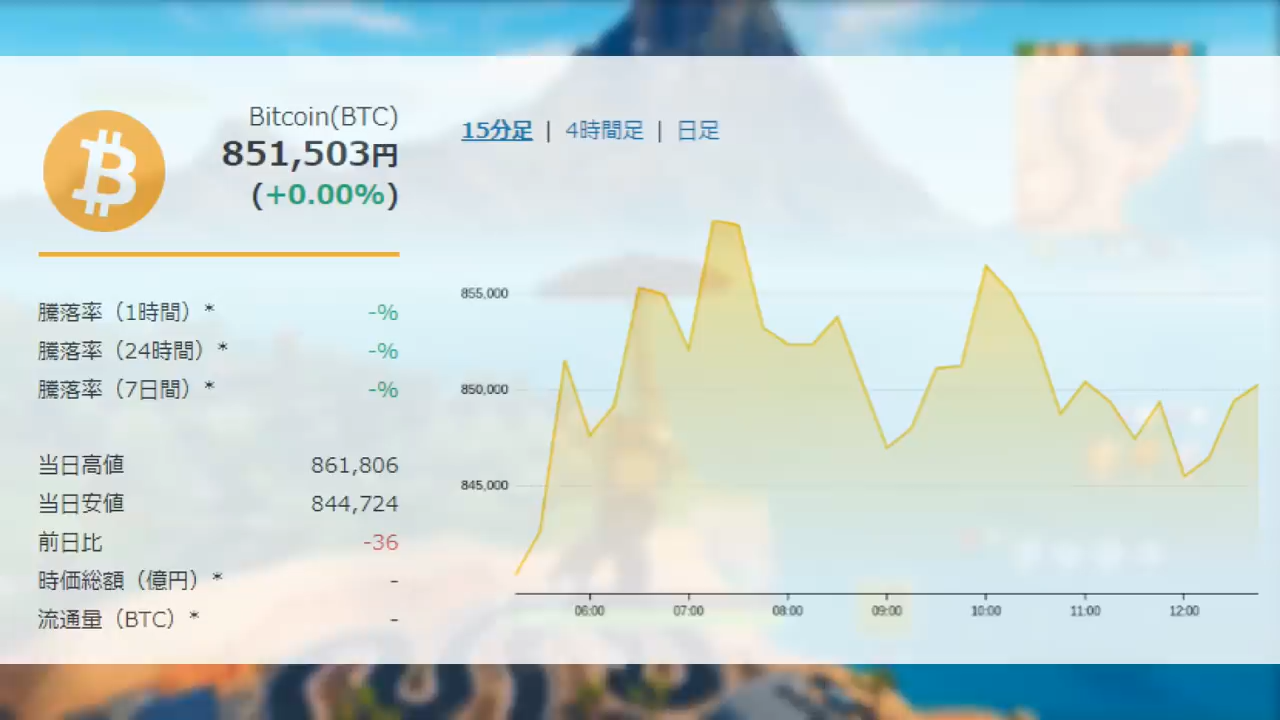 Bitcoin(BTC)
851,503円
(+0.00%)
15分足 | 4時間足 | 日足
騰落率（1時間）* -%
騰落率（24時間）* -%
騰落率（7日間）* -%
当日高値 861,806
当日安値 844,724
前日比 -36
時価総額（億円）* -
流通量（BTC）* -
855,000
850,000
845,000
06:00 07:00 08:00 09:00 10:00 11:00 12:00